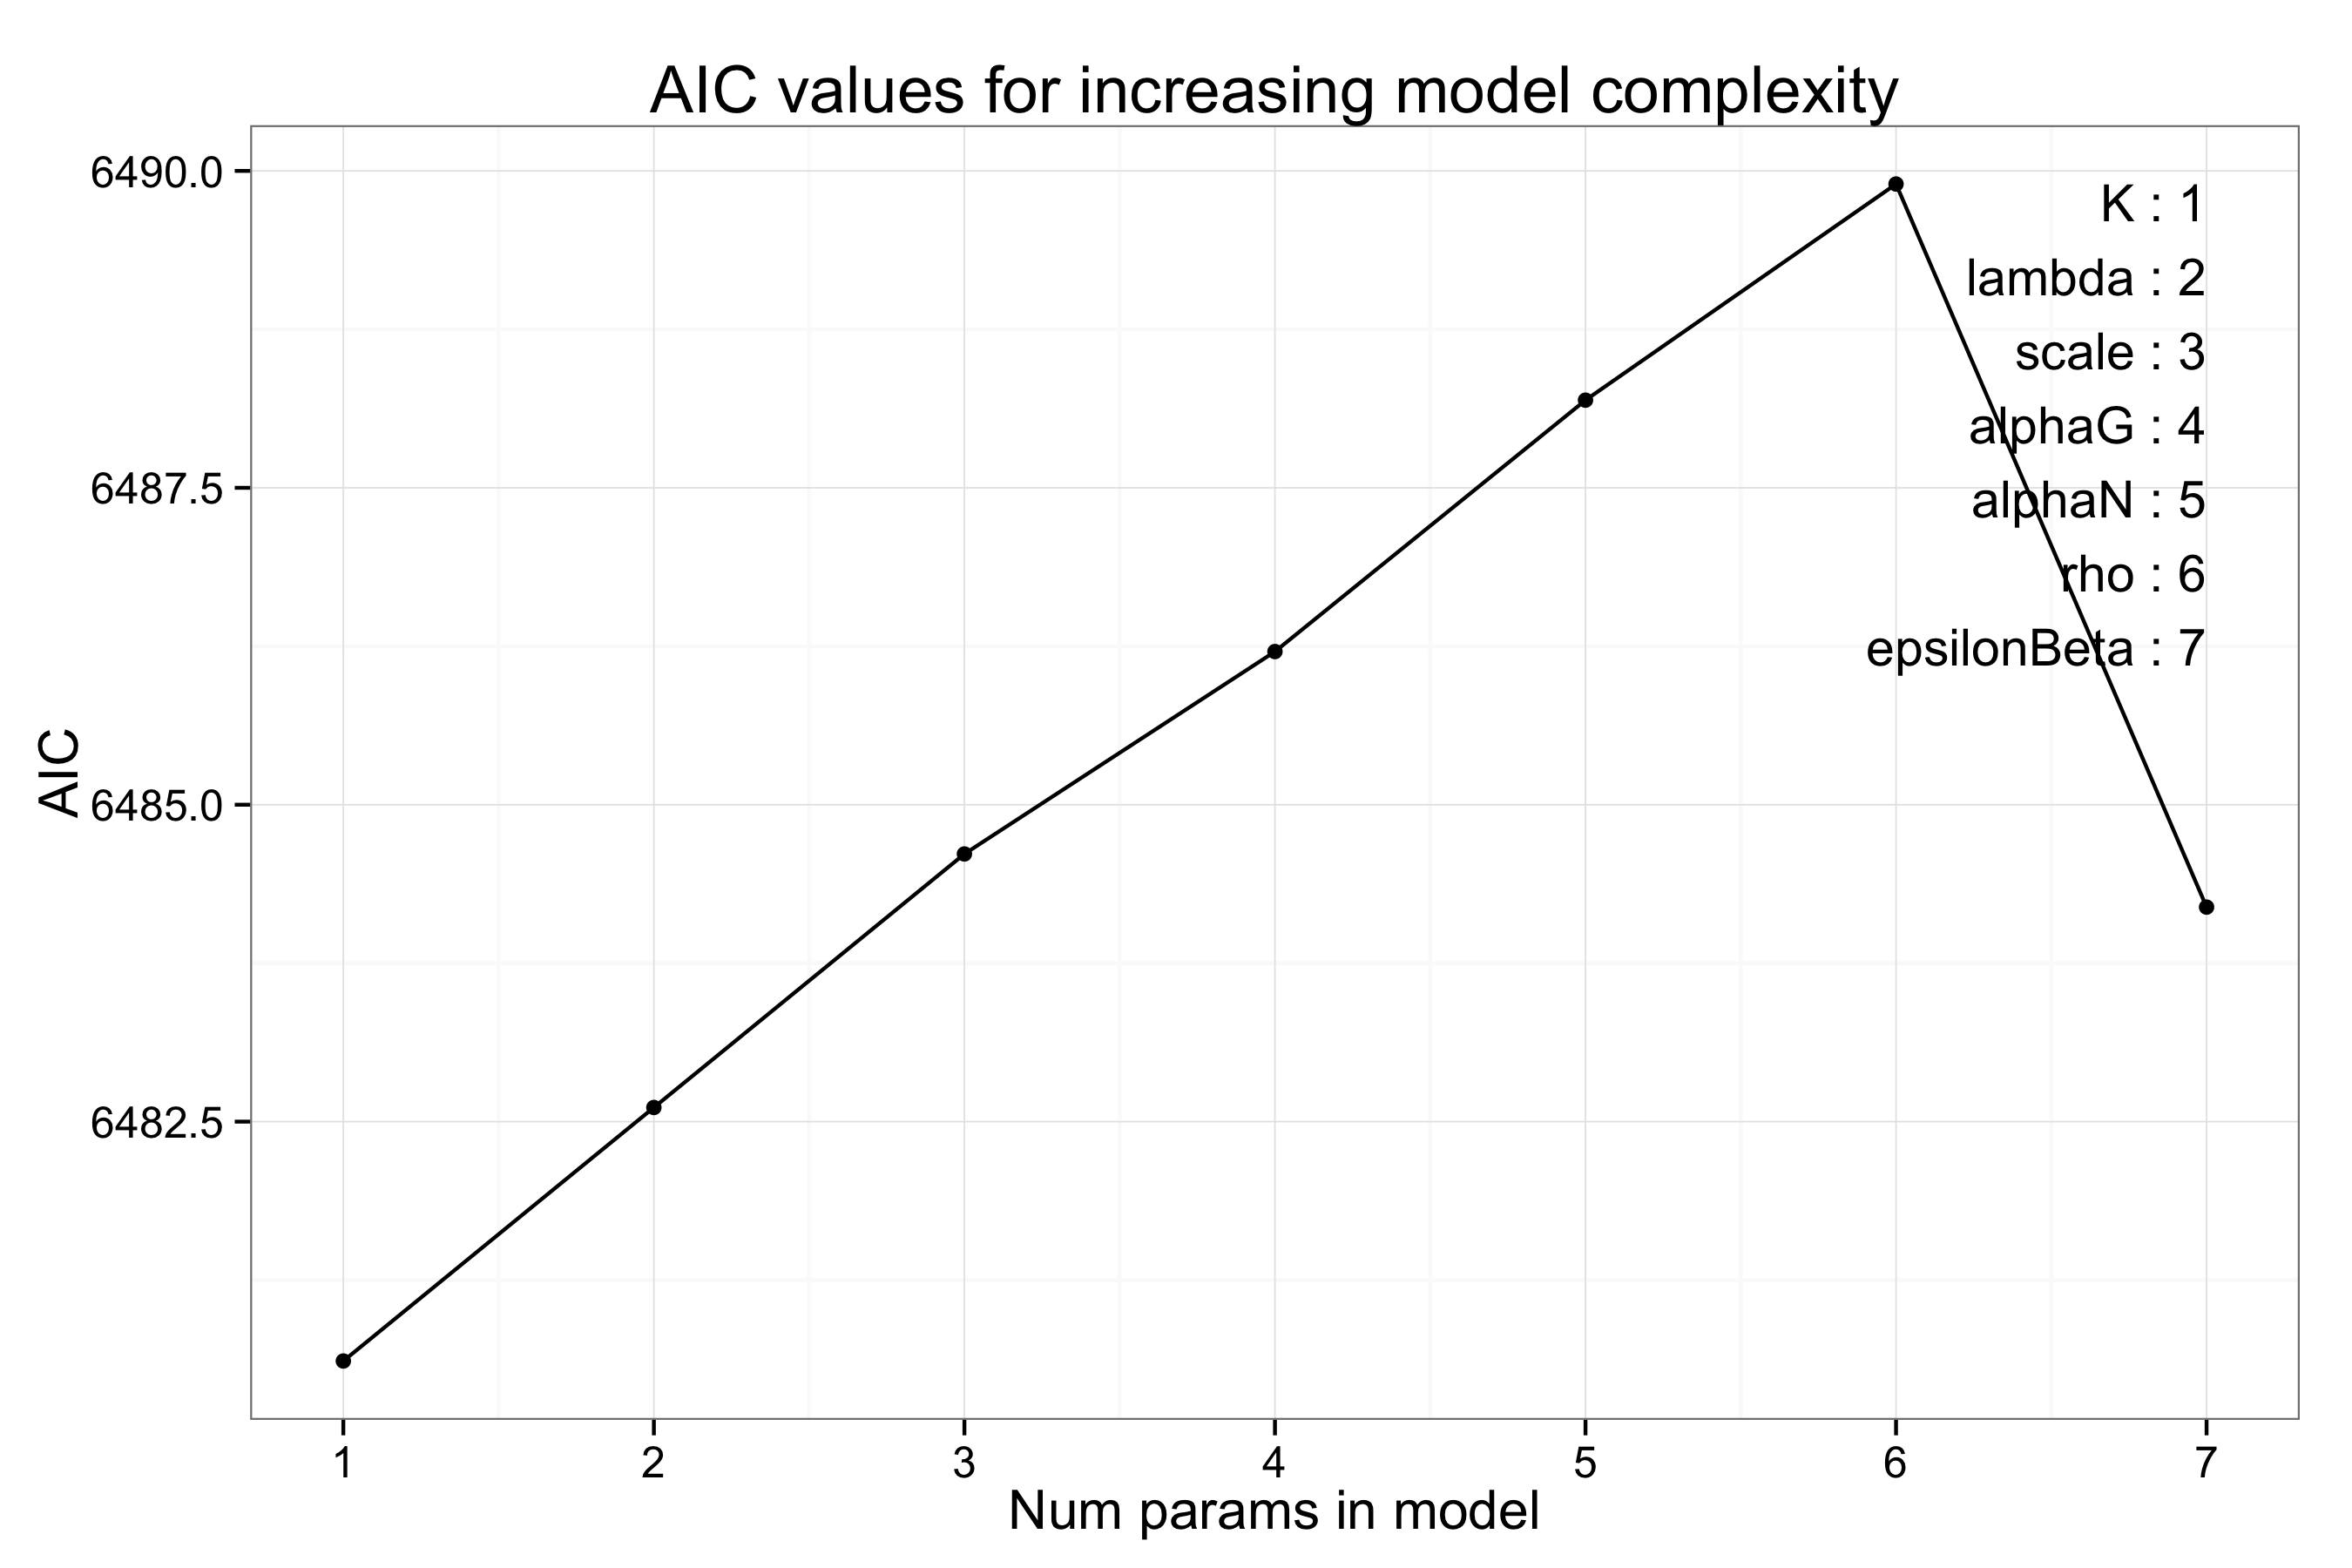 AIC values for increasing model complexity
6490.0
6487.5
6485.0
6482.5
AIC
K : 1
lambda : 2
scale : 3
alphaG : 4
alphaN : 5
rho : 6
epsilonBeta : 7
1 2 3 4 5 6 7
Num params in model